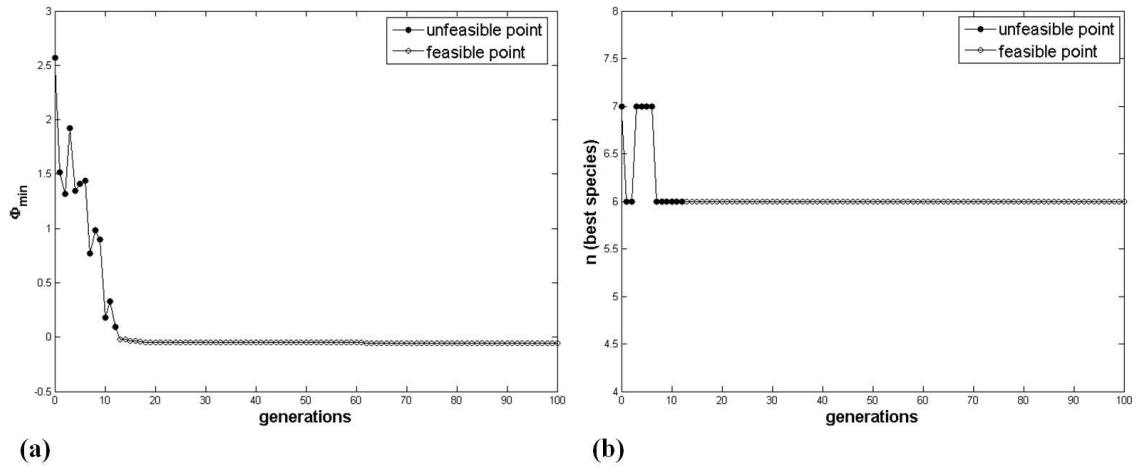 3
2.5
2
1.5
1
0.5
0
-0.5
Φmin
0 10 20 30 40 50 60 70 80 90 100
generations
unfeasible point
feasible point
(a)
8
7.5
7
6.5
6
5.5
5
4.5
4
n (best species)
0 10 20 30 40 50 60 70 80 90 100
generations
unfeasible point
feasible point
(b)